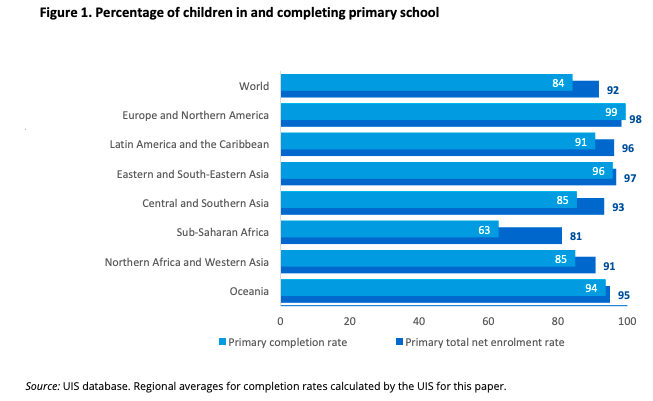 Figure 1. Percentage of children in and completing primary school
World
84
92
Europe and Northern America
99
98
Latin America and the Caribbean
91
96
Eastern and South-Eastern Asia
96
97
Central and Southern Asia
85
93
Sub-Saharan Africa
63
81
Northern Africa and Western Asia
85
91
Oceania
94
95
0 20 40 60 80 100
Primary completion rate Primary total net enrolment rate
Source: UIS database. Regional averages for completion rates calculated by the UIS for this paper.